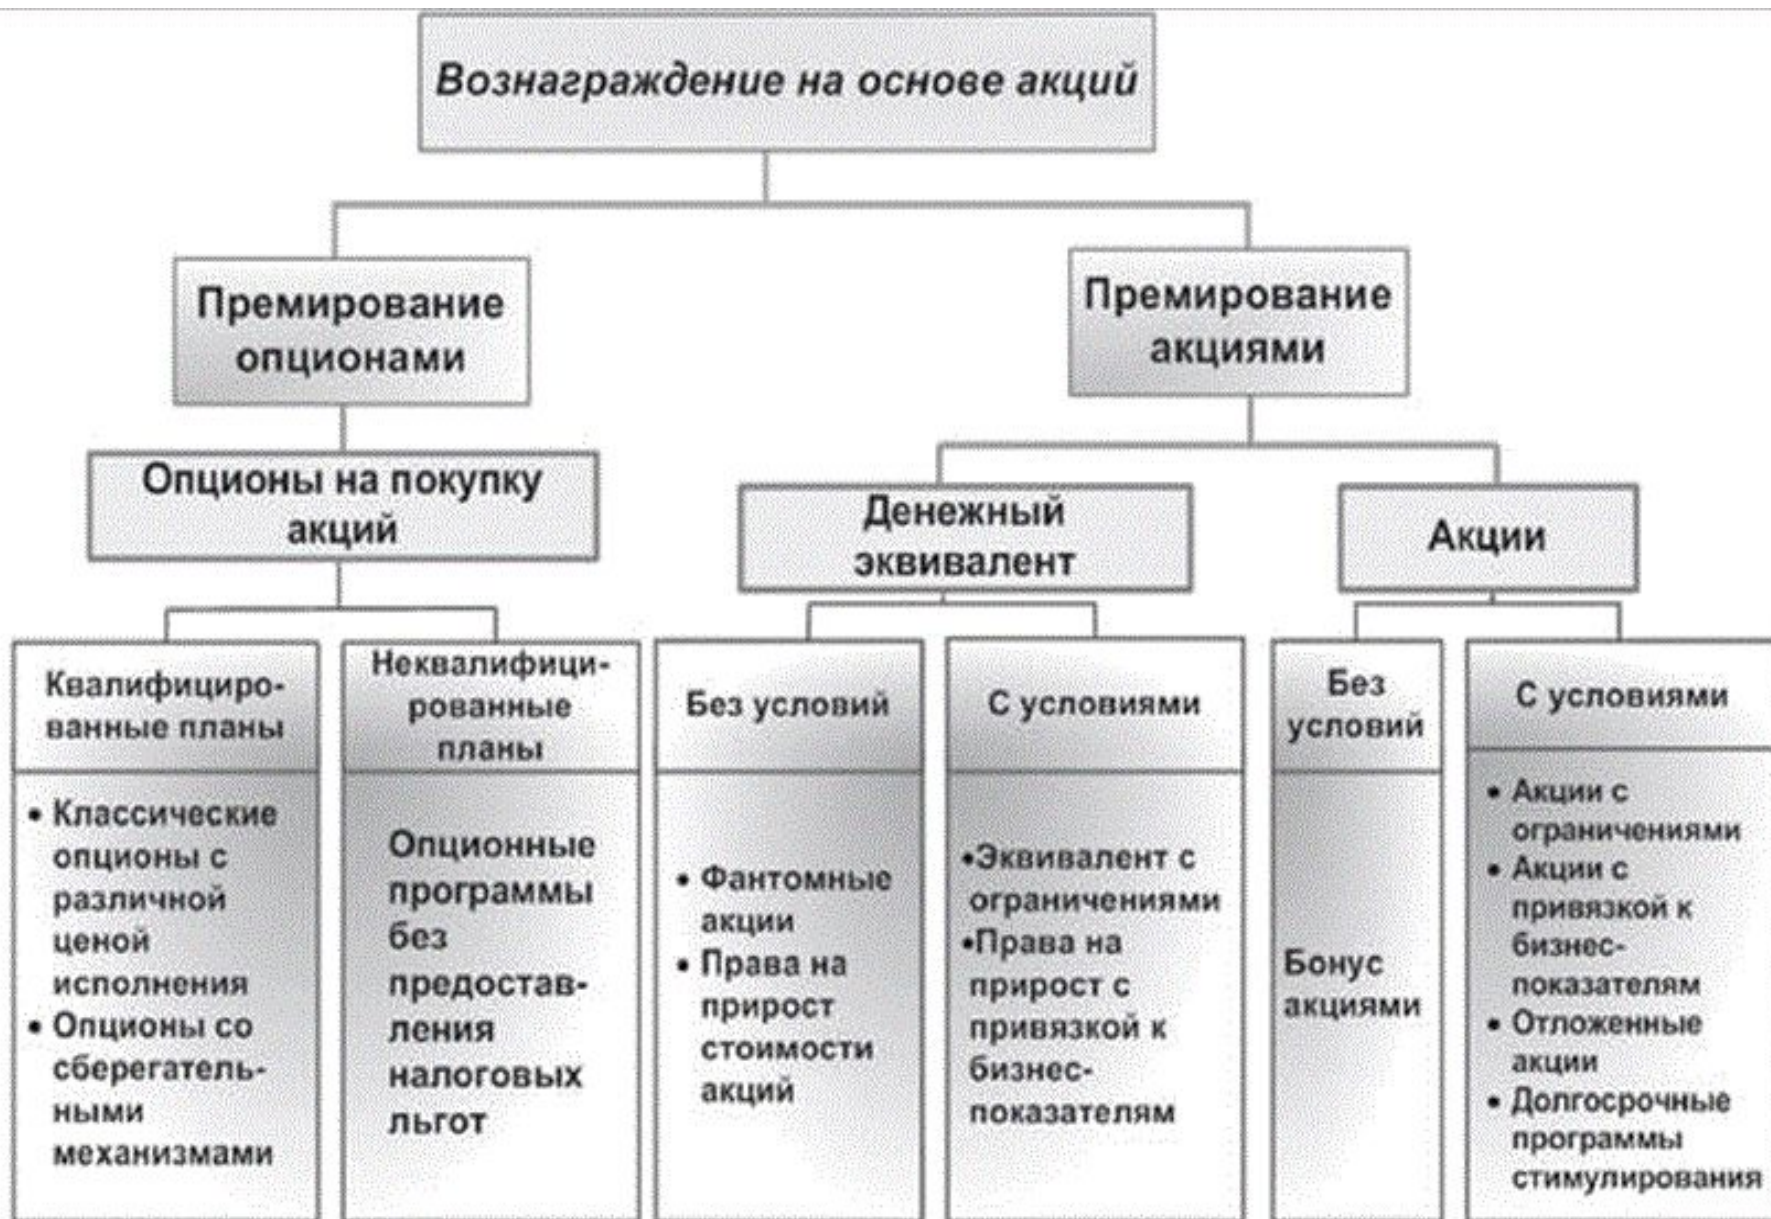 Вознаграждение на основе акций
Премирование
опционами
Премирование
акциями
Опционы на покупку
акций
Денежный
эквивалент
Акции
Квалифициро-
ванные планы
Неквалифици-
рованные
планы
Без условий
С условиями
Без
условий
С условиями
• Классические
опционы с
различной
ценой
исполнения
• Опционы со
сберегатель-
ными
механизмами
Опционные
программы
без
предостав-
ления
налоговых
льгот
• Фантомные
акции
• Права на
прирост
стоимости
акций
•Эквивалент с
ограничениями
•Права на
прирост с
привязкой к
бизнес-
показателям
Бонус
акциями
• Акции с
ограничениями
• Акции с
привязкой к
бизнес-
показателям
• Отложенные
акции
• Долгосрочные
программы
стимулирования